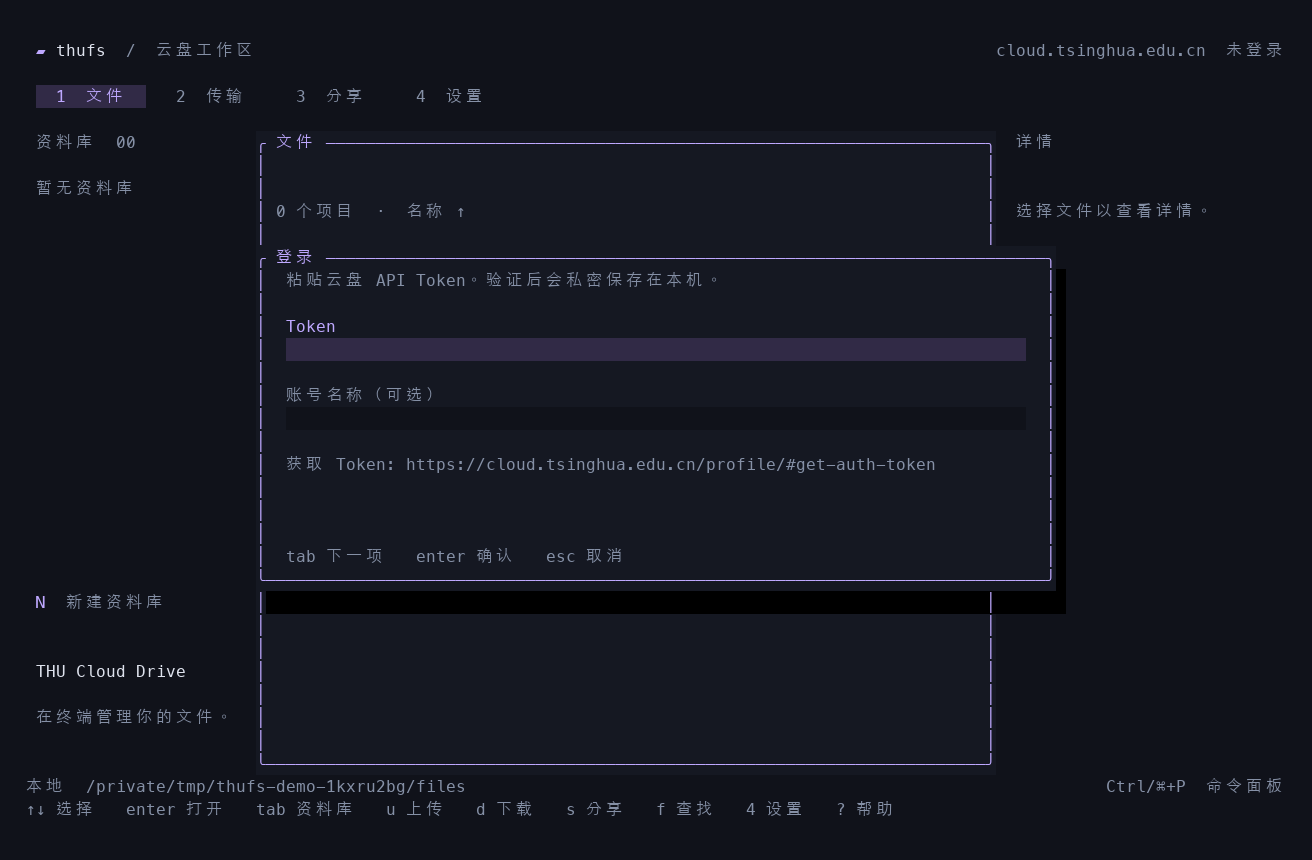 thufs / 云盘工作区 cloud.tsinghua.edu.cn 未登录
1 文件 2 传输 3 分享 4 设置
资料库 00 文件 详情
暂无资料库
0 个项目 · 名称 ↑ 选择文件以查看详情。
登录
粘贴云盘 API Token。验证后会私密保存在本机。
Token
账号名称（可选）
获取 Token: https://cloud.tsinghua.edu.cn/profile/#get-auth-token
tab 下一项 enter 确认 esc 取消
N 新建资料库
THU Cloud Drive
在终端管理你的文件。
本地 /private/tmp/thufs-demo-1kxru2bg/files Ctrl/⌘+P 命令面板
↑↓ 选择 enter 打开 tab 资料库 u 上传 d 下载 s 分享 f 查找 4 设置 ? 帮助